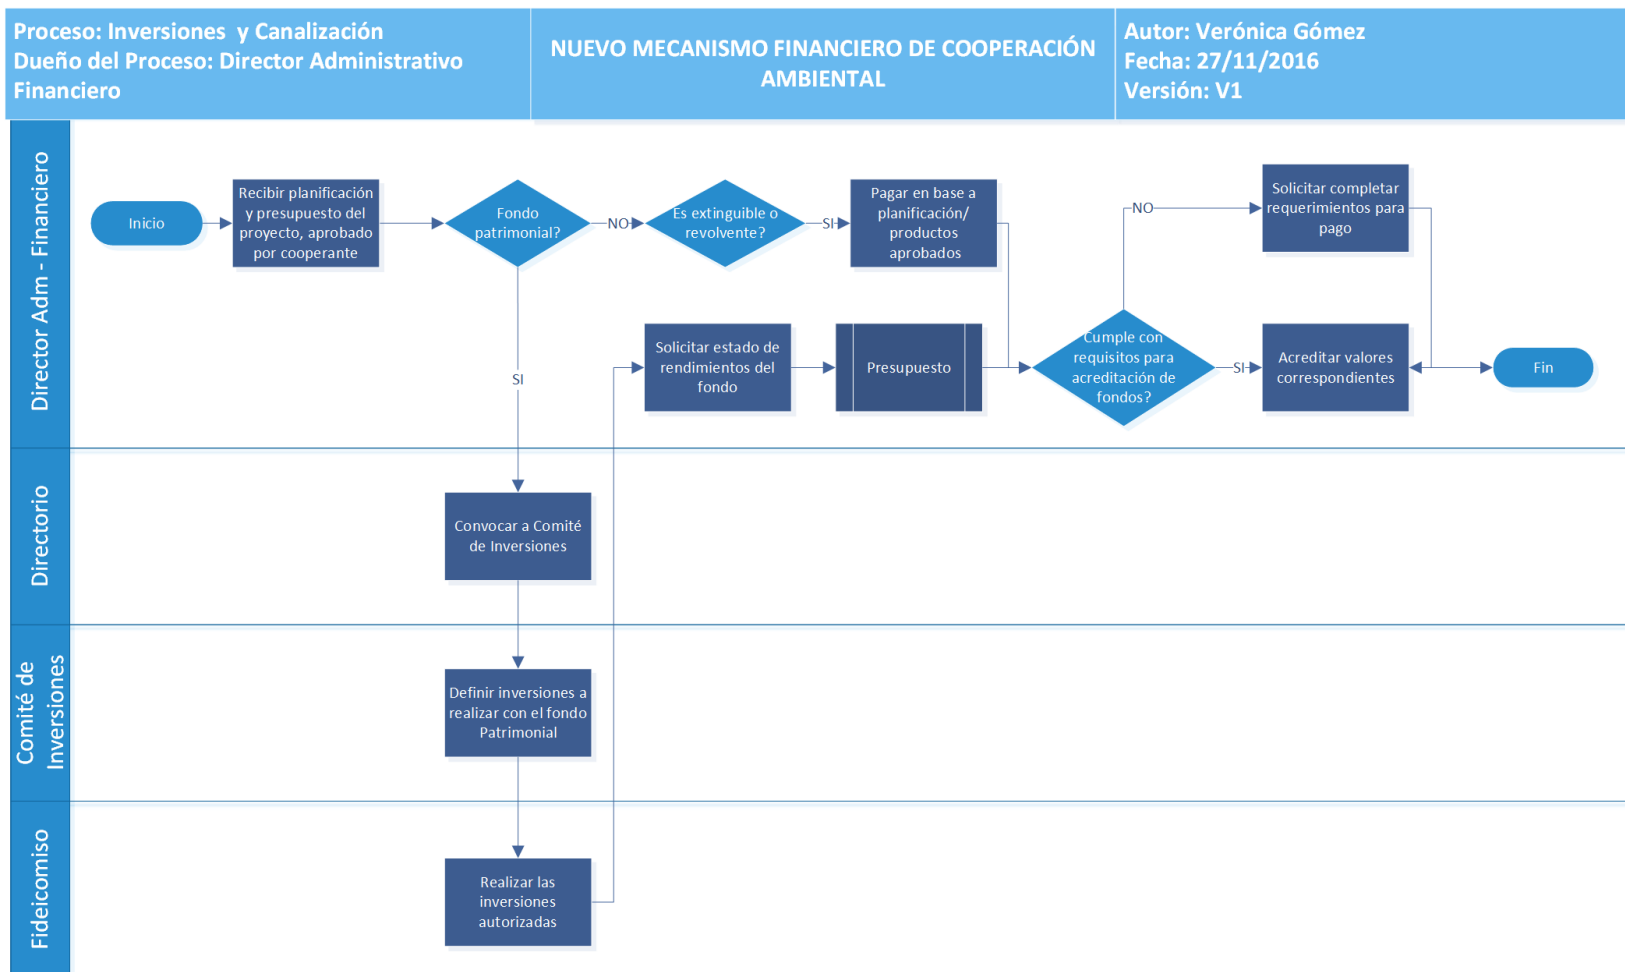 Proceso: Inversiones  y Canalización
Dueño del Proceso: Director Administrativo
Financiero
NUEVO MECANISMO FINANCIERO DE COOPERACIÓN
AMBIENTAL
Autor: Verónica Gómez
Fecha: 27/11/2016
Versión: V1
Director Adm - Financiero
Inicio
Recibir planificación
y presupuesto del
proyecto, aprobado
por cooperante
Fondo
patrimonial?
NO
Es extinguible o
revolvente?
SI
Pagar en base a
planificación/
productos
aprobados
NO
Solicitar completar
requerimientos para
pago
SI
Solicitar estado de
rendimientos del
fondo
Presupuesto
Cumple con
requisitos para
acreditación de
fondos?
SI
Acreditar valores
correspondientes
Fin
Directorio
Convocar a Comité
de Inversiones
Comité de
Inversiones
Definir inversiones a
realizar con el fondo
Patrimonial
Fideicomiso
Realizar las
inversiones
autorizadas